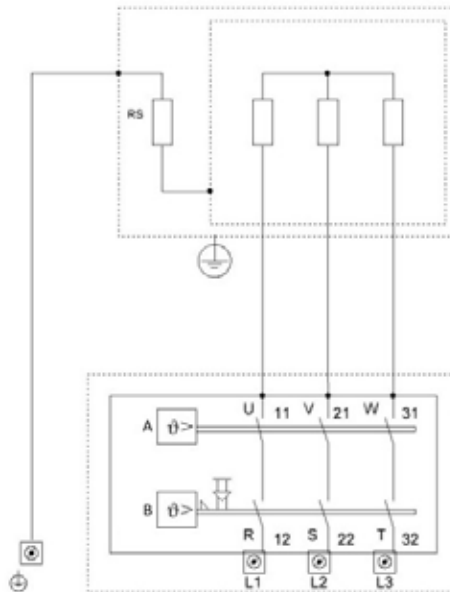 RS
U 11 V 21 W 31
A ϑ>
B ϑ>
R 12 S 22 T 32
L1 L2 L3